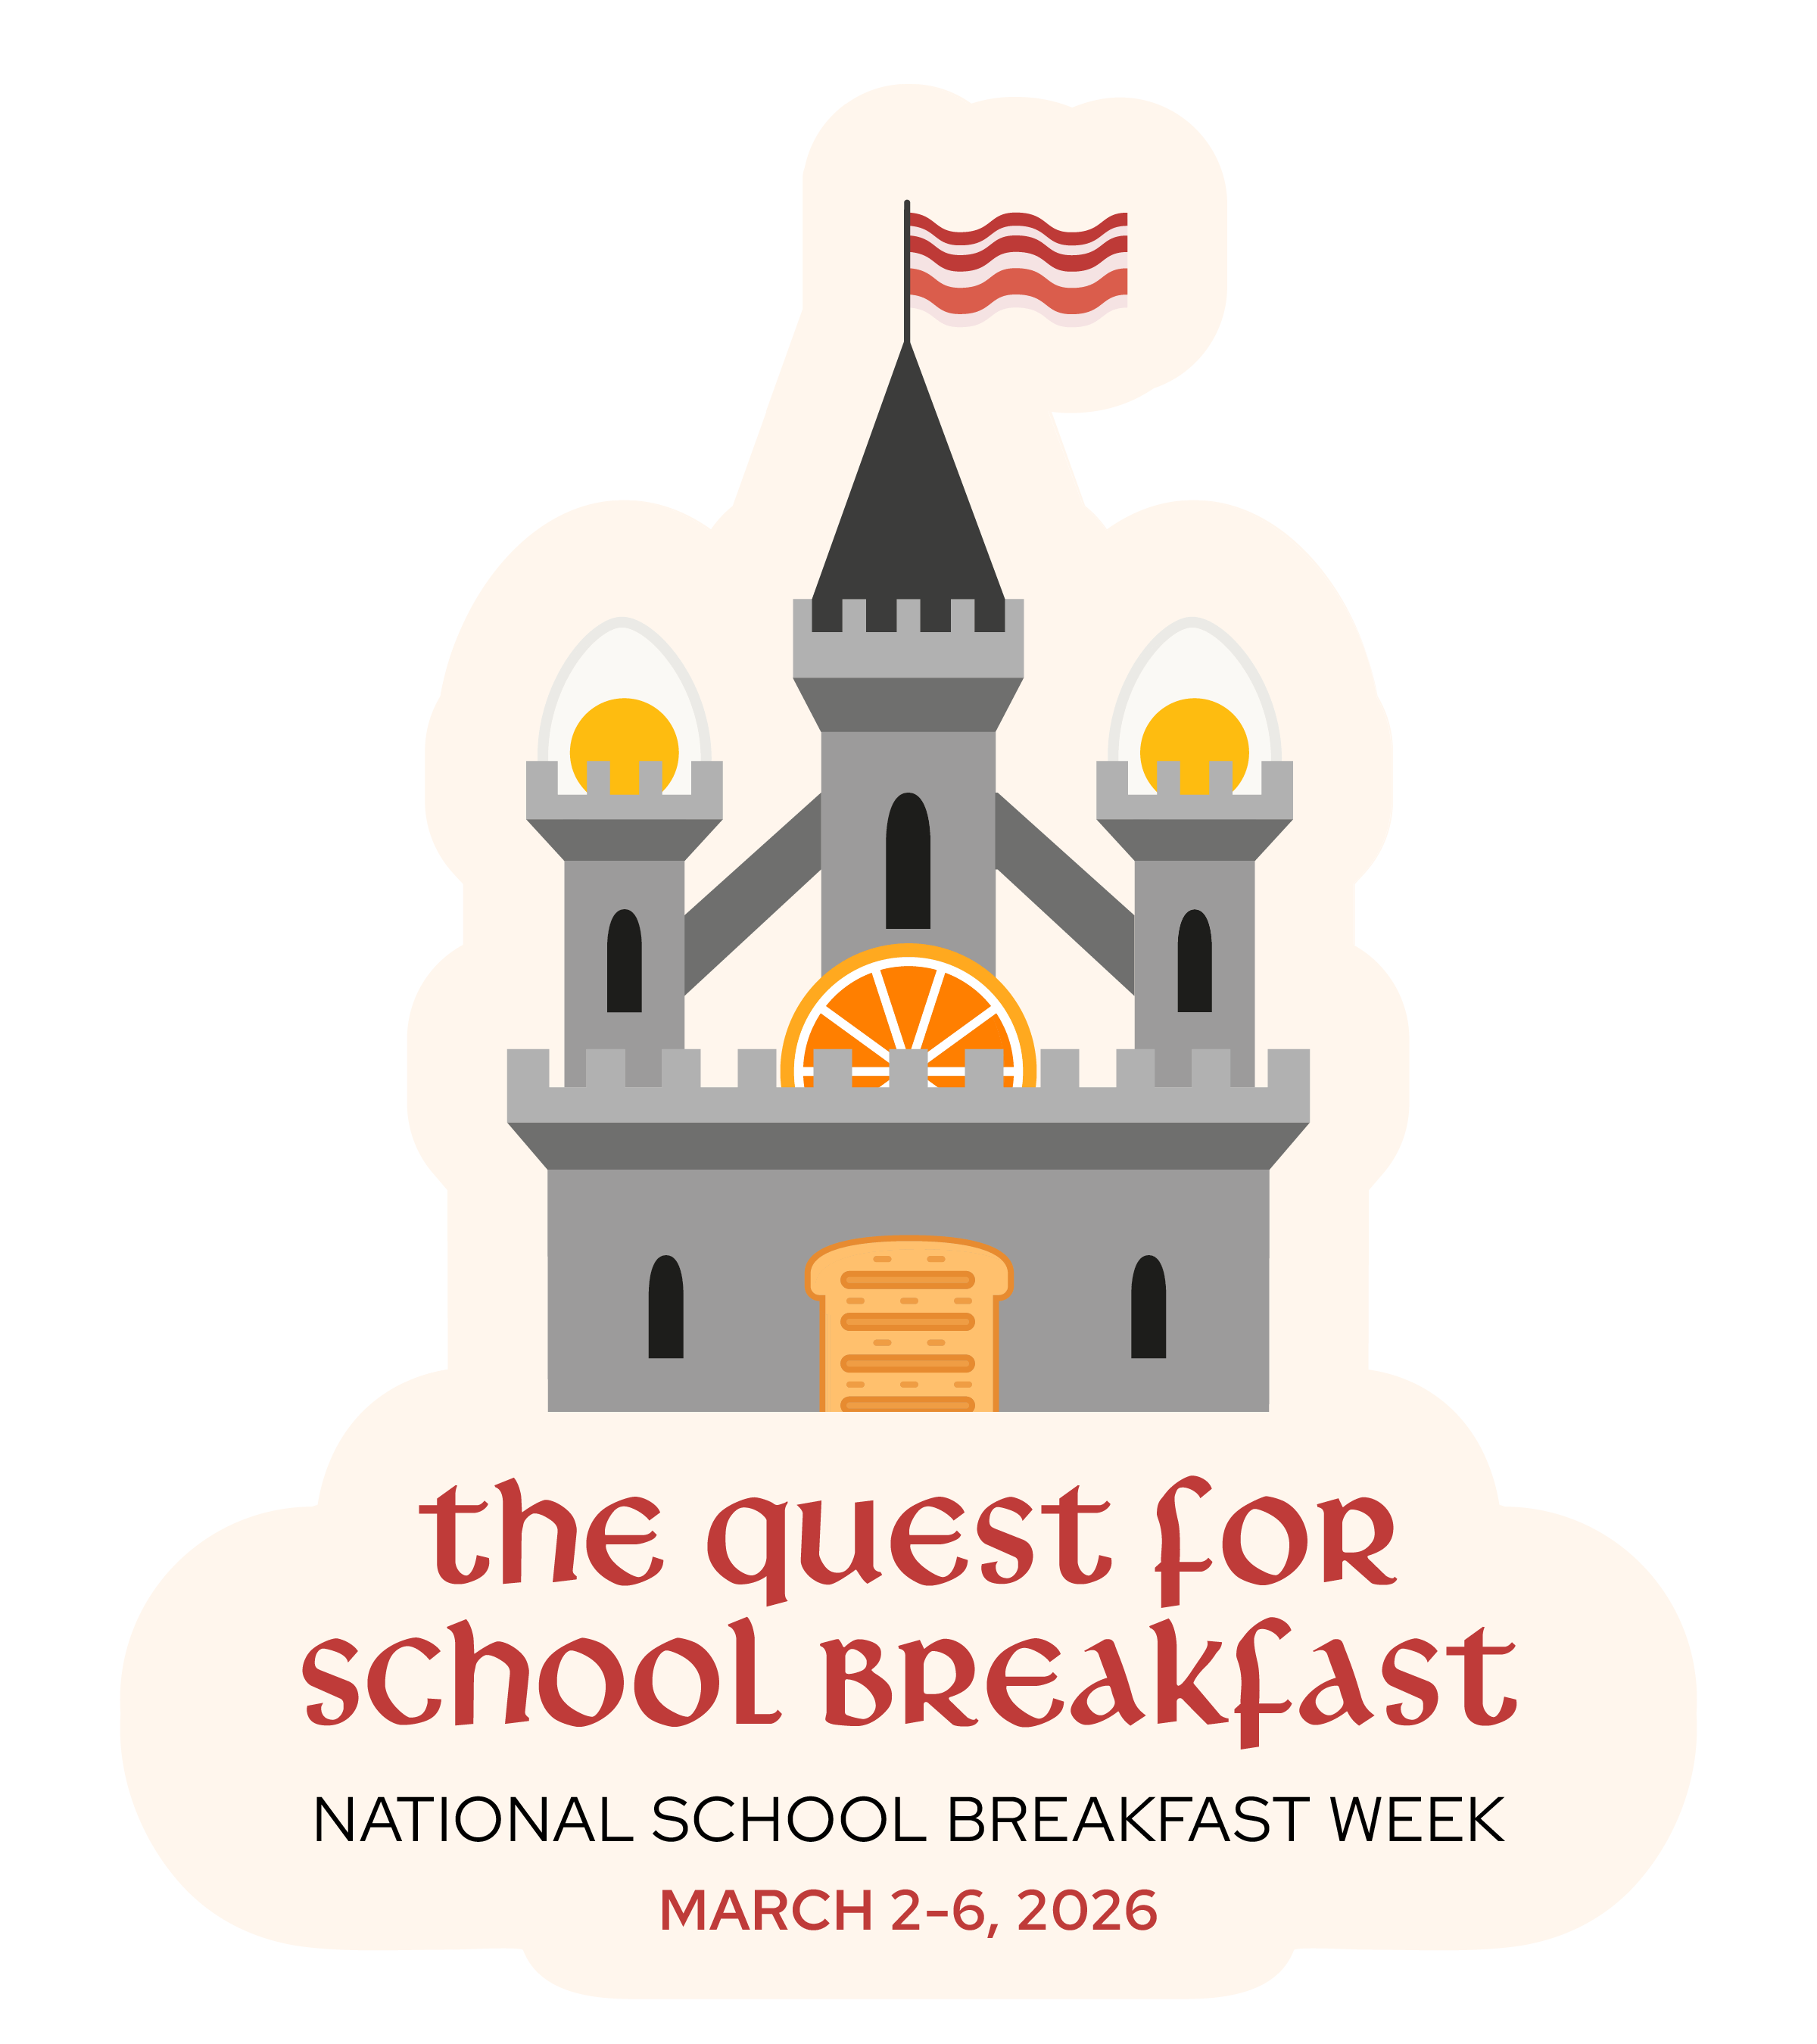 the quest for
school breakfast
NATIONAL SCHOOL BREAKFAST WEEK
MARCH 2–6, 2026